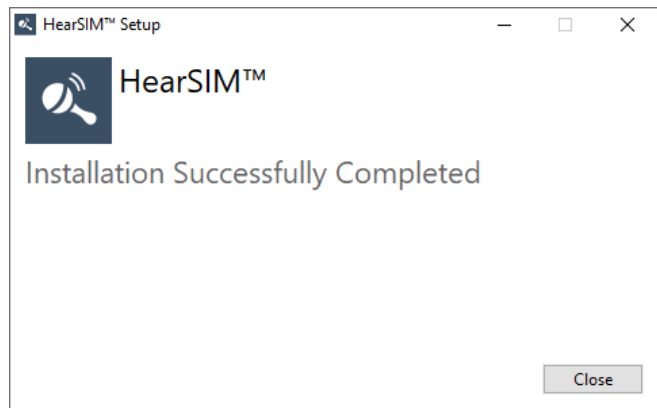 HearSIM™ Setup
HearSIM™
Installation Successfully Completed
Close